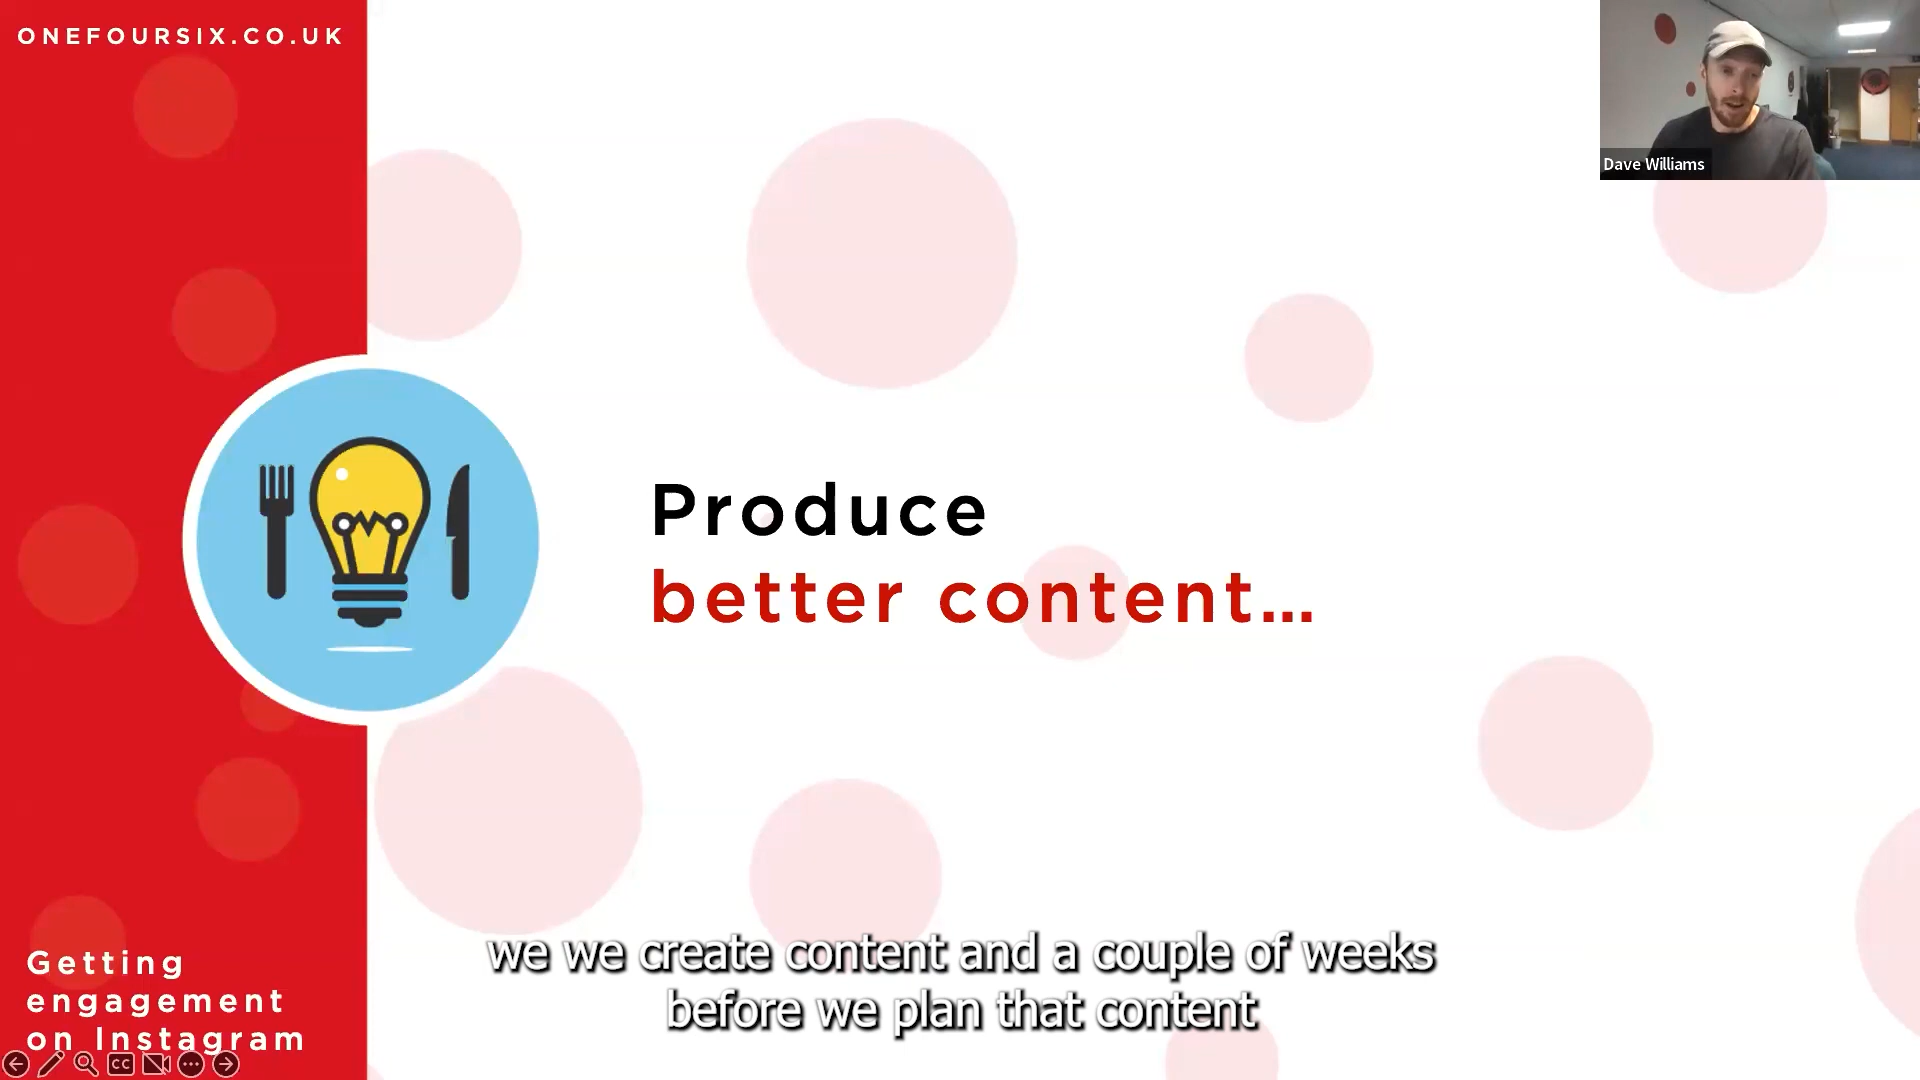 ONEFOURSIX.CO.UK
Dave Williams
Produce
better content...
we we create content and a couple of weeks
before we plan that content
Getting
engagement
on Instagram
CC